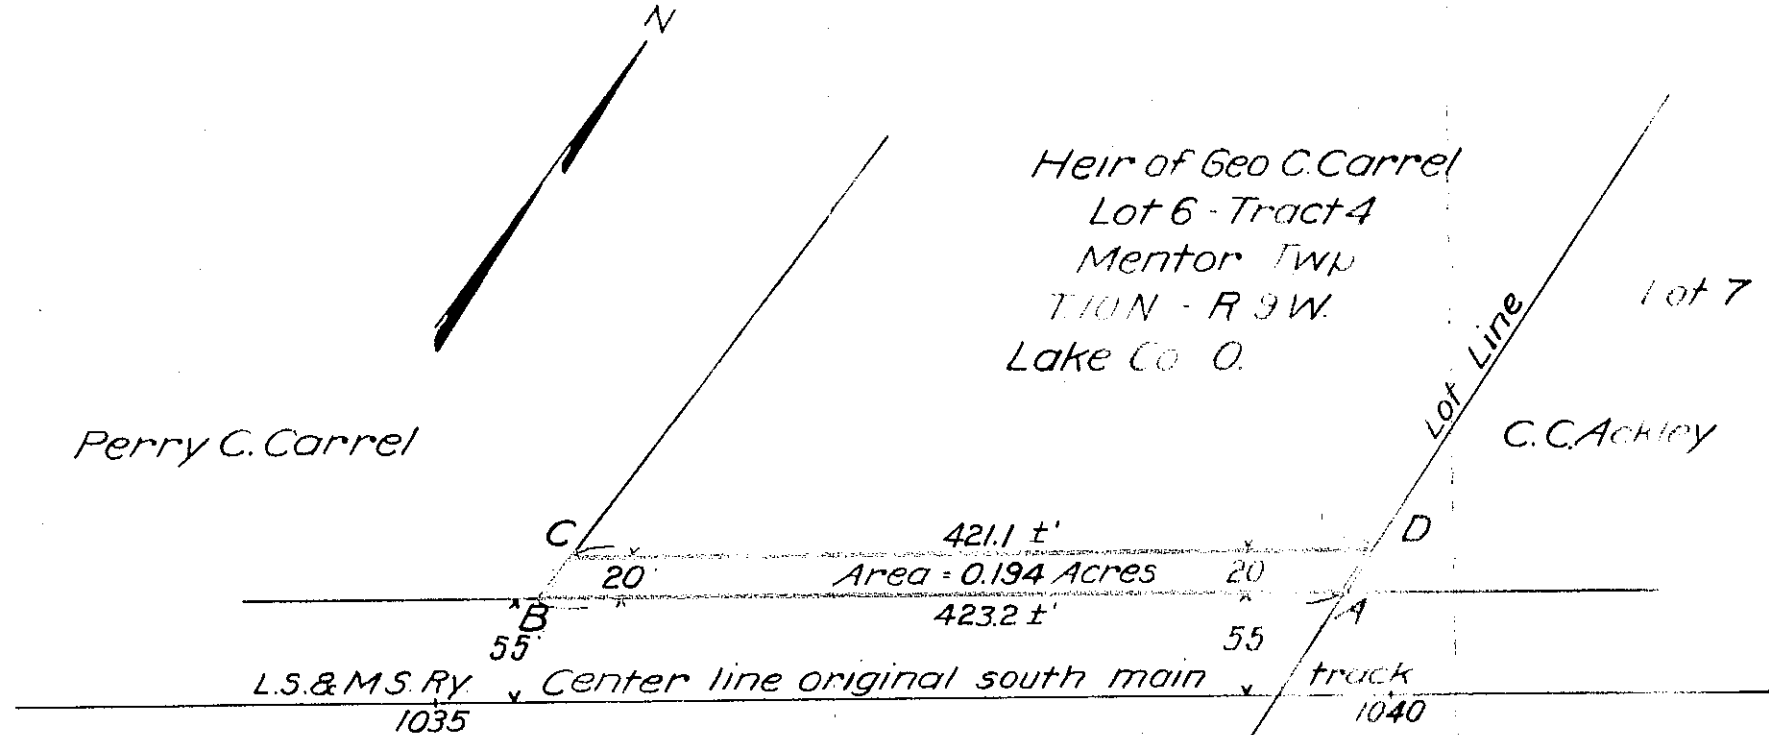 N
Heir of Geo C. Carrel
Lot 6 - Tract 4
Mentor Twp
T. 10 N - R 9 W.
Lake Co O.
Lot 7
Lot Line
Perry C. Carrel
C.C. Ackley
C
421.1 ±'
D
20'
Area = 0.194 Acres
20
B
423.2 ±'
A
55'
55
L.S. & M.S. Ry. Center line original south main track
1035
1040